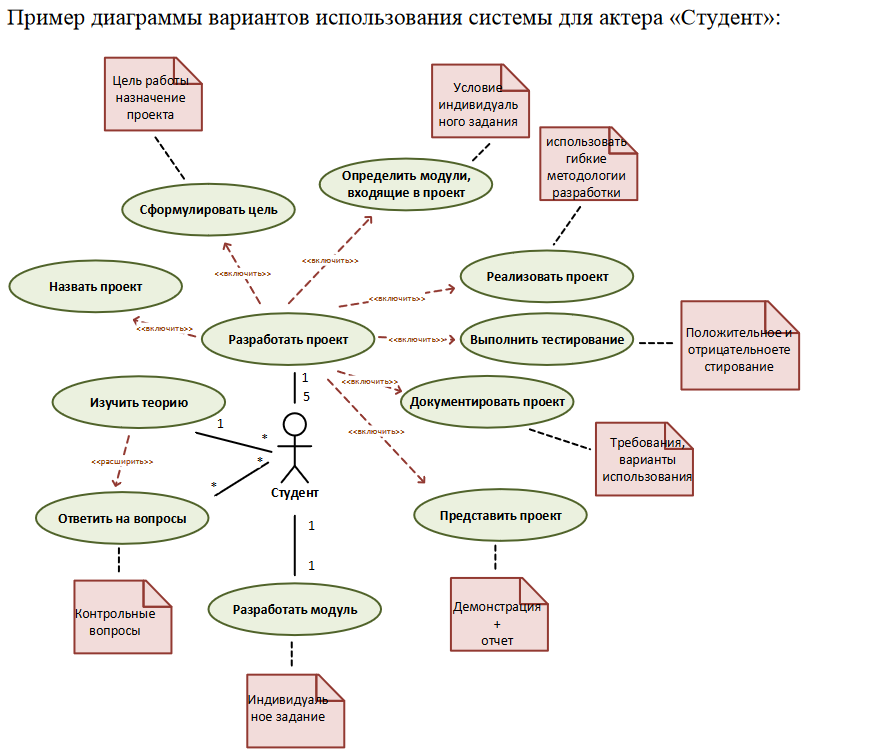 Пример диаграммы вариантов использования системы для актера «Студент»:
Цель работы
назначение
проекта
Условие
индивидуаль
ного задания
использовать
гибкие
методологии
разработки
Определить модули,
входящие в проект
Сформулировать цель
<<включить>>
<<включить>>
Назвать проект
Реализовать проект
<<включить>>
<<включить>>
Разработать проект
<<включить>>
Выполнить тестирование
Положительное и
отрицательноете
стирование
1
5
<<включить>>
Изучить теорию
Документировать проект
1
*
<<включить>>
Требования,
варианты
использования
<<расширить>>
*
*
Студент
Ответить на вопросы
Представить проект
1
1
Контрольные
вопросы
Разработать модуль
Демонстрация
+
отчет
Индивидуаль
ное задание